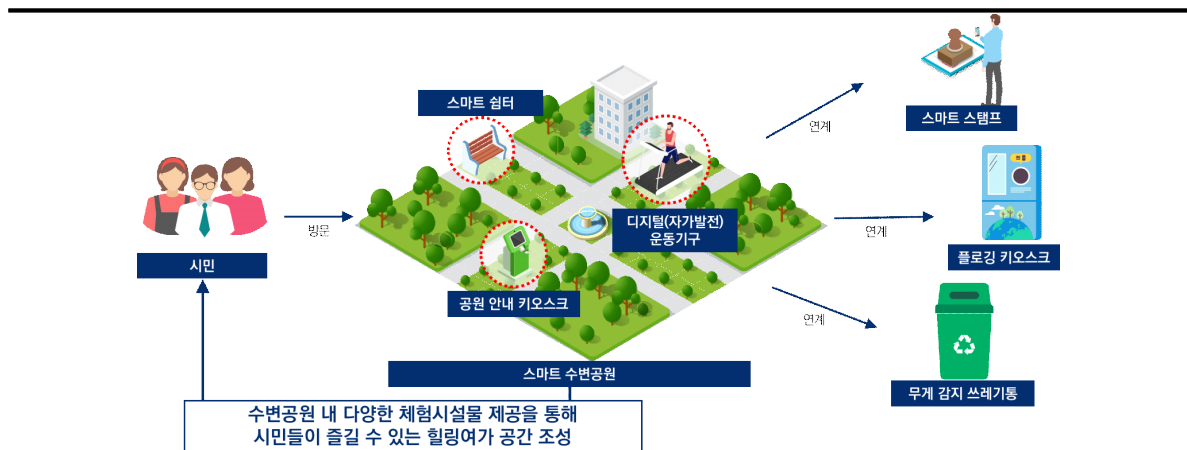 스마트 쉼터
스마트 스탬프
연계
쓰줍
방문
디지털(자가발전)
운동기구
연계
시민
플로깅 키오스크
공원 안내 키오스크
연계
스마트 수변공원
무게 감지 쓰레기통
수변공원 내 다양한 체험시설물 제공을 통해
시민들이 즐길 수 있는 힐링여가 공간 조성